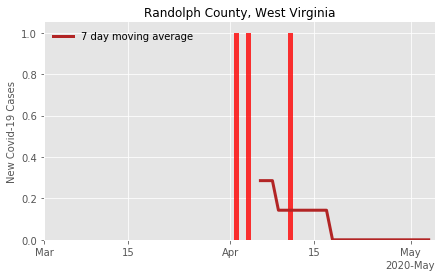 Randolph County, West Virginia
7 day moving average
New Covid-19 Cases
1.0
0.8
0.6
0.4
0.2
0.0
Mar 15 Apr 15 May
2020-May